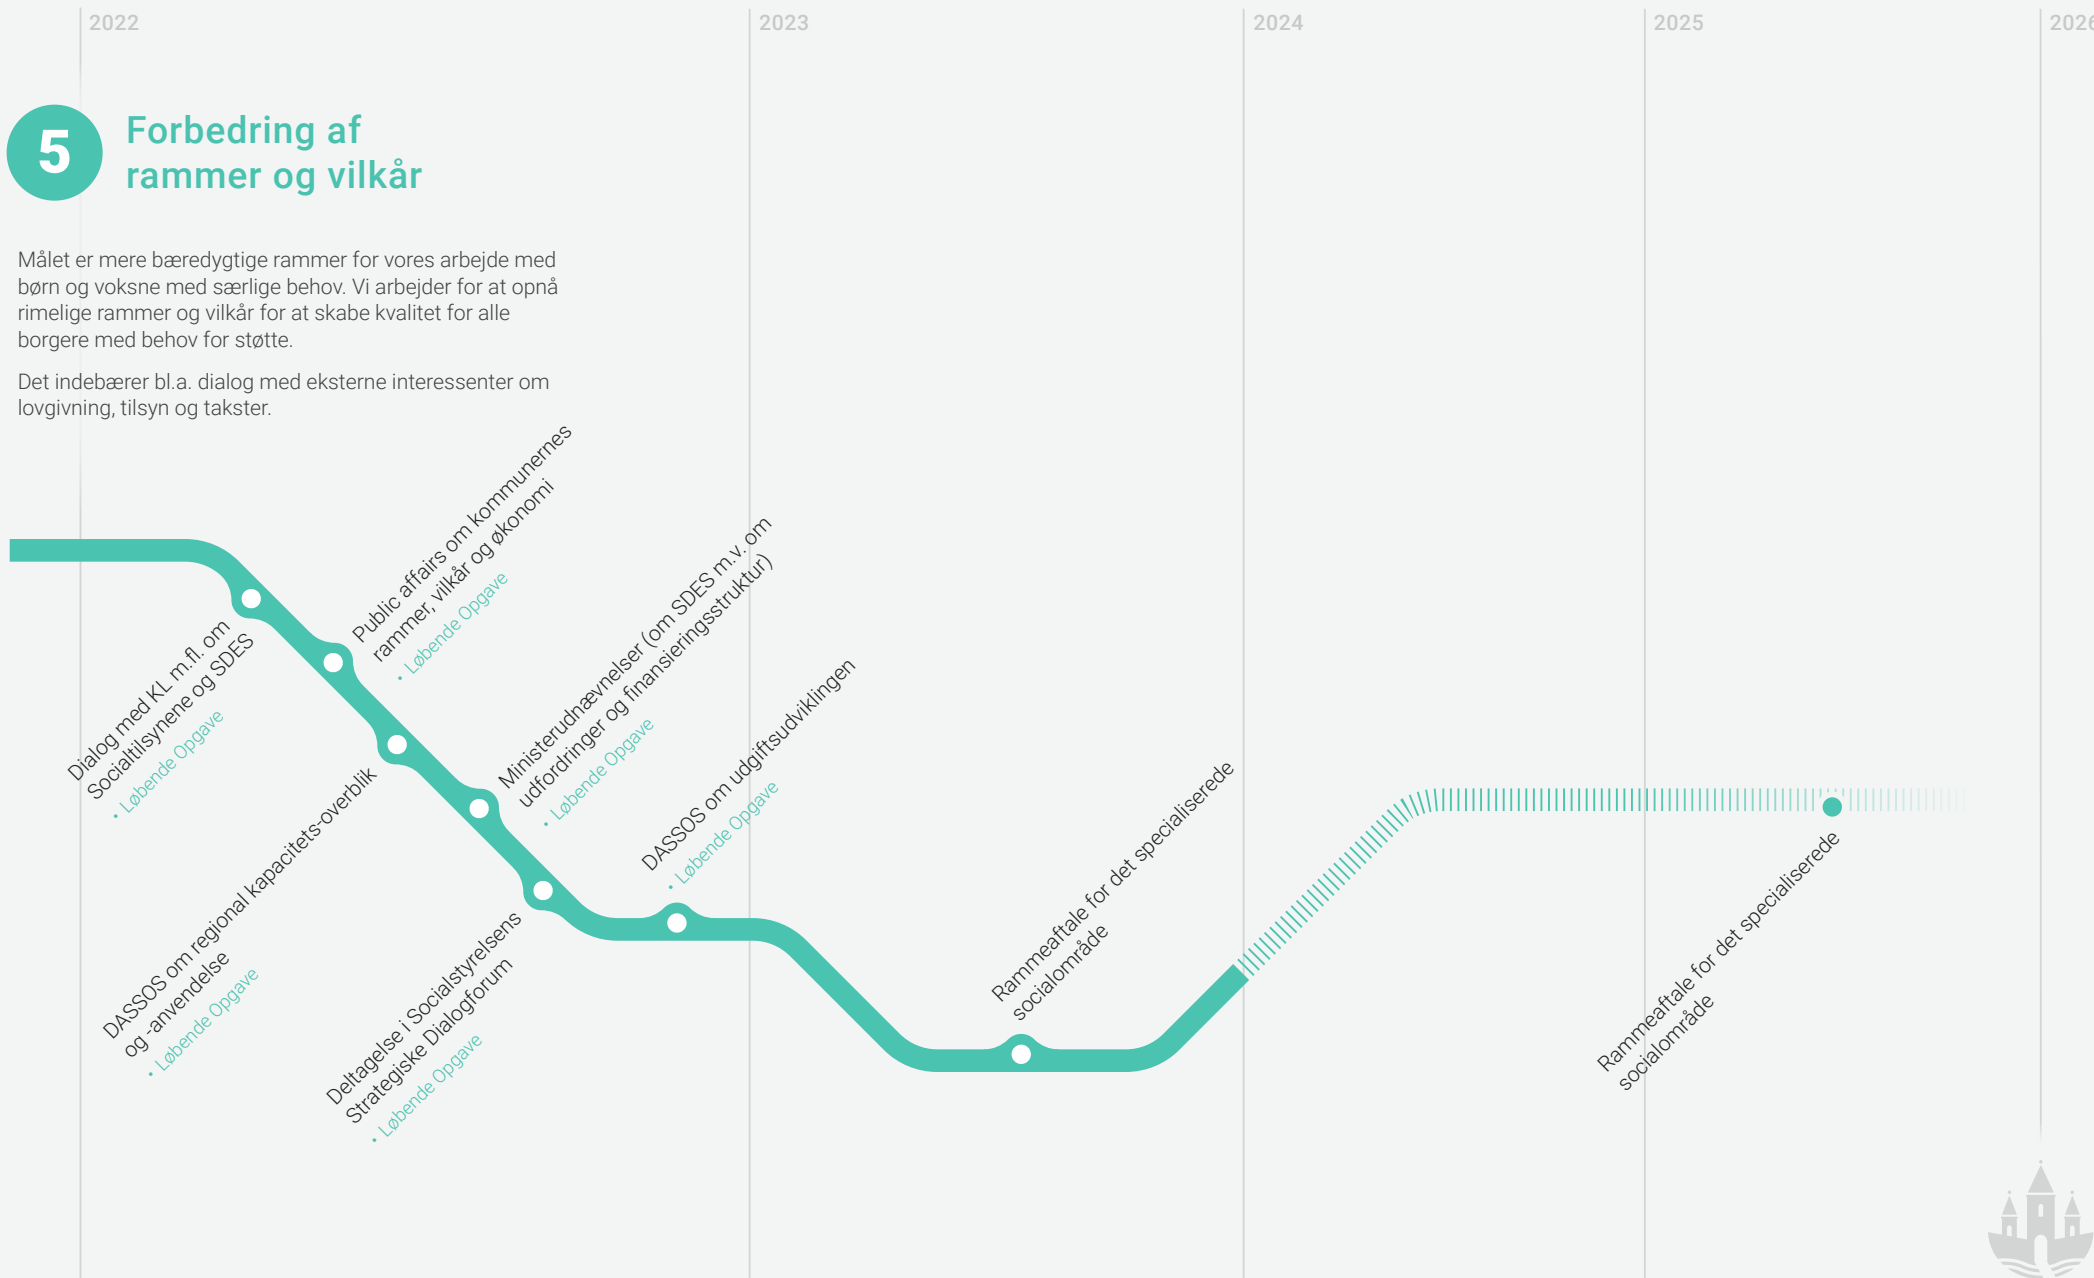 2022
2023
2024
2025
2026
5
Forbedring af
rammer og vilkår
Målet er mere bæredygtige rammer for vores arbejde med
børn og voksne med særlige behov. Vi arbejder for at opnå
rimelige rammer og vilkår for at skabe kvalitet for alle
borgere med behov for støtte.
Det indebærer bl.a. dialog med eksterne interessenter om
lovgivning, tilsyn og takster.
Dialog med KL m.fl. om
Socialtilsynene og SDES
• Løbende Opgave
Public affairs om kommunernes
rammer, vilkår og økonomi
• Løbende Opgave
DASSOS om regional kapacitets-overblik
og -anvendelse
• Løbende Opgave
Ministerudnævnelser (om SDES m.v. om
udfordringer og finansieringsstruktur)
• Løbende Opgave
Deltagelse i Socialstyrelsens
Strategiske Dialogforum
• Løbende Opgave
DASSOS om udgiftsudviklingen
• Løbende Opgave
Rammeaftale for det specialiserede
socialområde
Rammeaftale for det specialiserede
socialområde